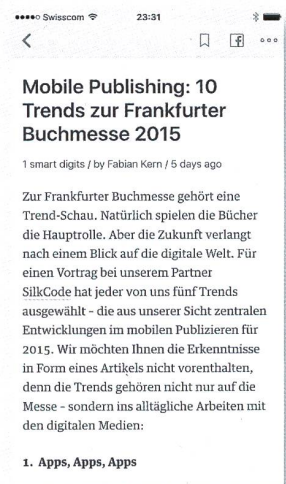 Swisscom 23:31
Mobile Publishing: 10
Trends zur Frankfurter
Buchmesse 2015
1 smart digits / by Fabian Kern / 5 days ago
Zur Frankfurter Buchmesse gehört eine
Trend-Schau. Natürlich spielen die Bücher
die Hauptrolle. Aber die Zukunft verlangt
nach einem Blick auf die digitale Welt. Für
einen Vortrag bei unserem Partner
SilkCode hat jeder von uns fünf Trends
ausgewählt – die aus unserer Sicht zentralen
Entwicklungen im mobilen Publizieren für
2015. Wir möchten Ihnen die Erkenntnisse
in Form eines Artikels nicht vorenthalten,
denn die Trends gehören nicht nur auf die
Messe – sondern ins alltägliche Arbeiten mit
den digitalen Medien:
1. Apps, Apps, Apps